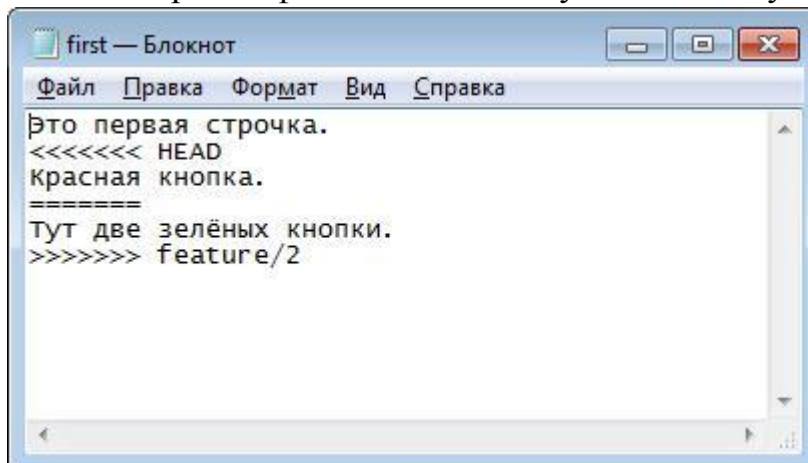 first — Блокнот
Файл Правка Формат Вид Справка
Это первая строчка.
<<<<<<< HEAD
Красная кнопка.
=======
Тут две зелёных кнопки.
>>>>>>> feature/2